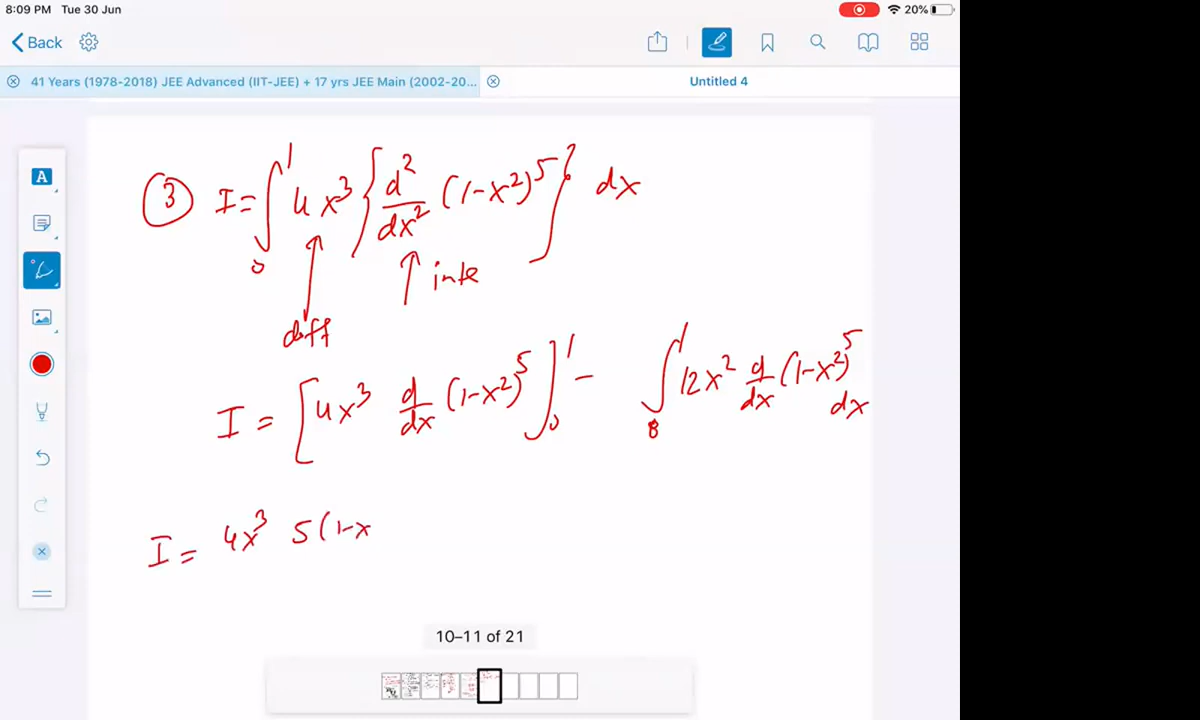 8:09 PM Tue 30 Jun
20%
Back
41 Years (1978-2018) JEE Advanced (IIT-JEE) + 17 yrs JEE Main (2002-20...
Untitled 4
③ I = ∫₀¹ 4x³ { d²/dx² (1-x²)⁵ } dx
diff
inte
I = [ 4x³ d/dx (1-x²)⁵ ]₀¹ - ∫₀¹ 12x² d/dx (1-x²)⁵ dx
I = 4x³ 5(1-x
10–11 of 21